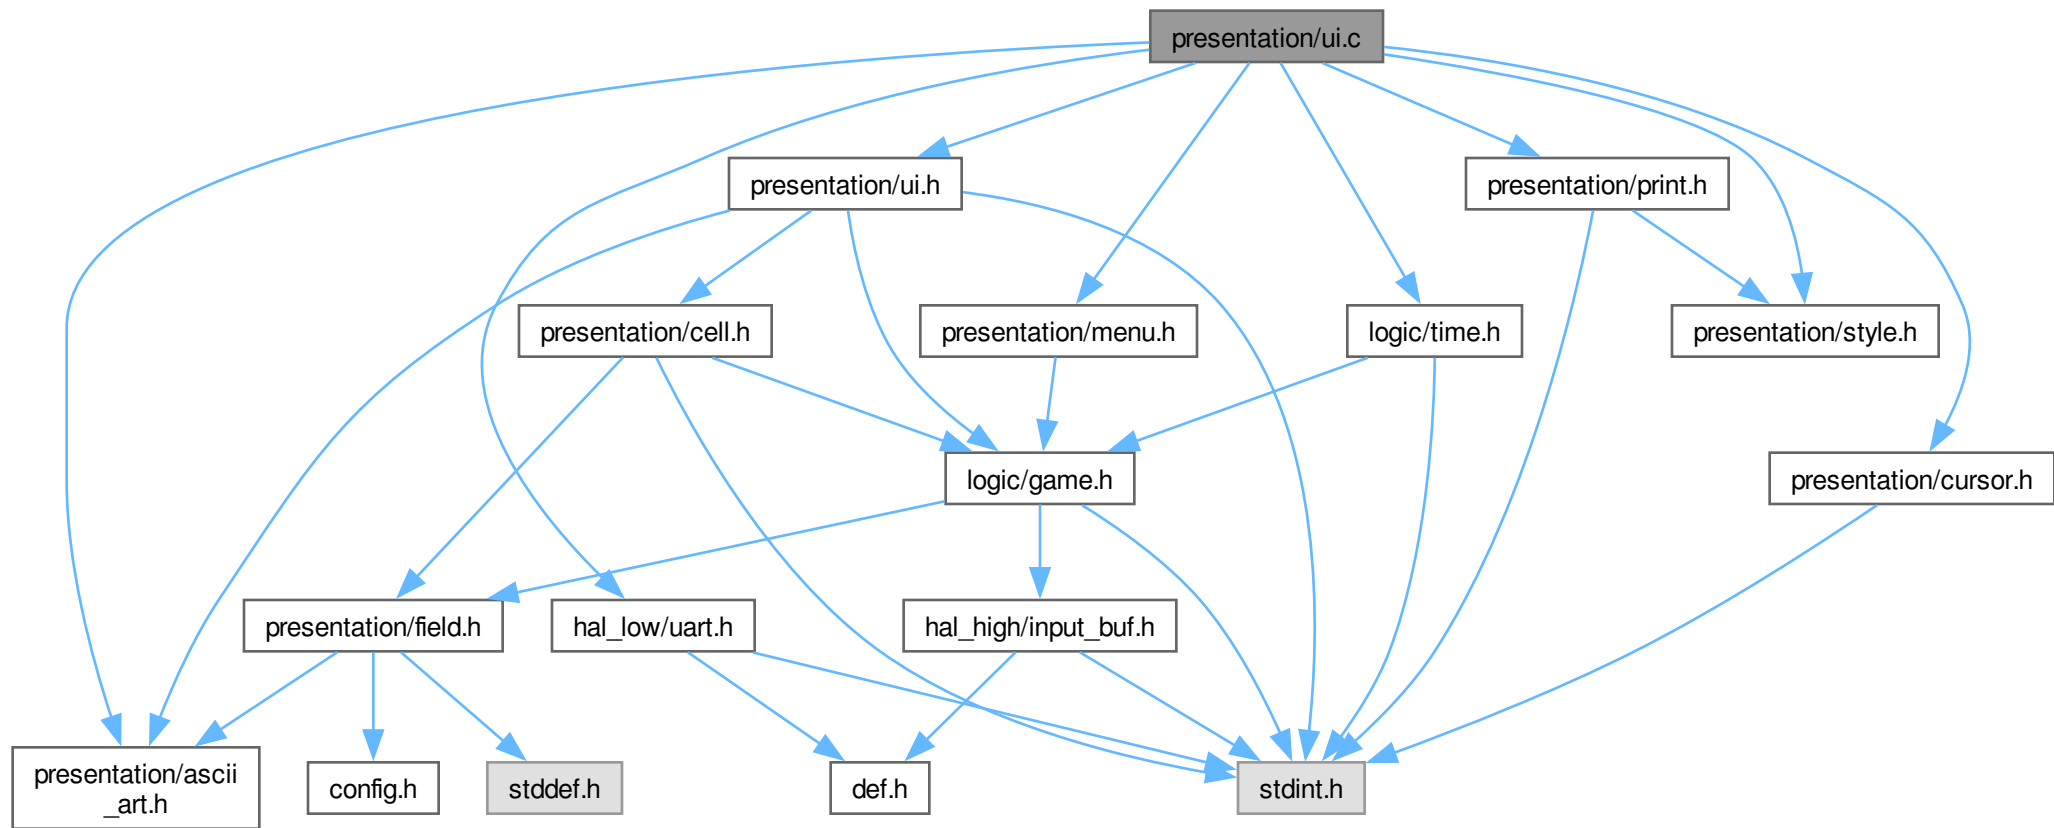 presentation/ui.c
presentation/ui.h
presentation/print.h
presentation/cell.h
presentation/menu.h
logic/time.h
presentation/style.h
logic/game.h
presentation/cursor.h
presentation/field.h
hal_low/uart.h
hal_high/input_buf.h
presentation/ascii
_art.h
config.h
stddef.h
def.h
stdint.h